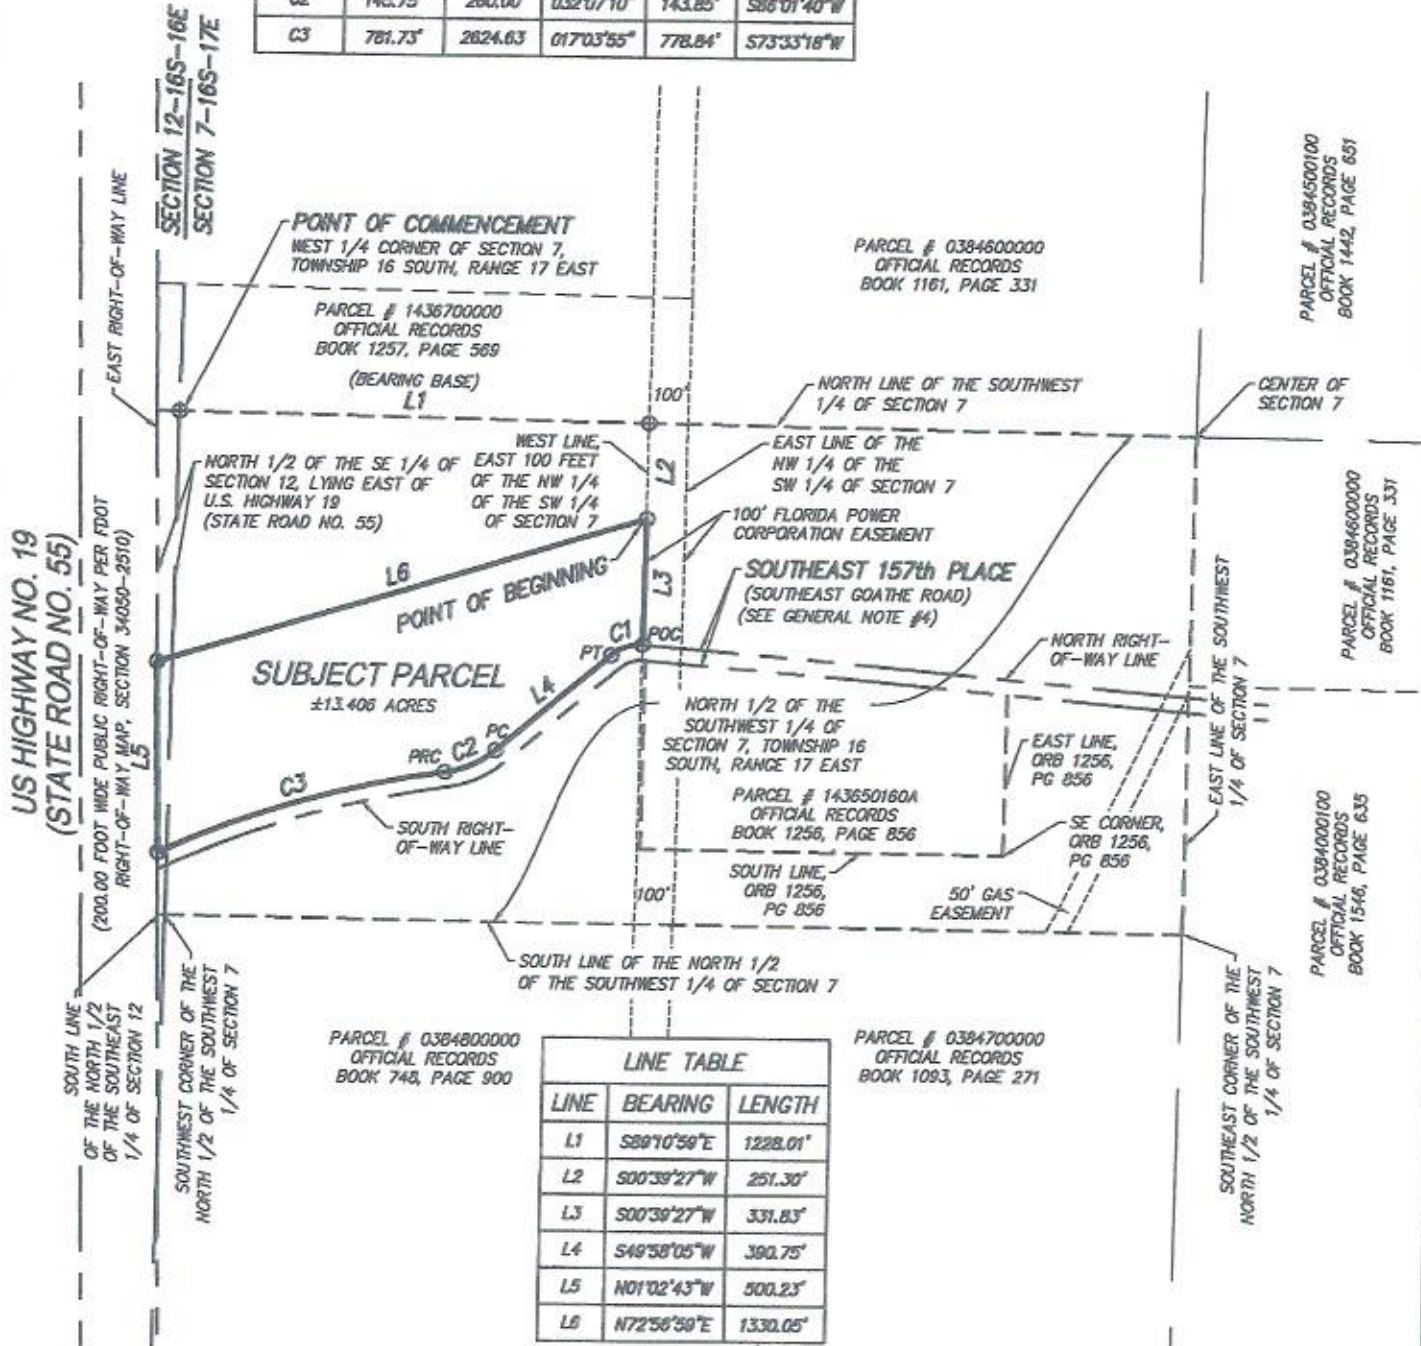 C2 145.75' 260.00 032°07'10" 143.85' S66°01'40"W
C3 781.73' 2624.63 017°03'55" 778.84' S73°33'18"W
SECTION 12-16S-16E
SECTION 7-16S-17E
EAST RIGHT-OF-WAY LINE
POINT OF COMMENCEMENT
WEST 1/4 CORNER OF SECTION 7,
TOWNSHIP 16 SOUTH, RANGE 17 EAST
PARCEL # 0384600000
OFFICIAL RECORDS
BOOK 1161, PAGE 331
PARCEL # 0384500100
OFFICIAL RECORDS
BOOK 1442, PAGE 651
PARCEL # 1436700000
OFFICIAL RECORDS
BOOK 1257, PAGE 569
(BEARING BASE)
L1
100'
NORTH LINE OF THE SOUTHWEST
1/4 OF SECTION 7
CENTER OF
SECTION 7
NORTH 1/2 OF THE SE 1/4 OF
SECTION 12, LYING EAST OF
U.S. HIGHWAY 19
(STATE ROAD NO. 55)
WEST LINE,
EAST 100 FEET
OF THE NW 1/4
OF THE SW 1/4
OF SECTION 7
L2
EAST LINE OF THE
NW 1/4 OF THE
SW 1/4 OF SECTION 7
100' FLORIDA POWER
CORPORATION EASEMENT
PARCEL # 0384600000
OFFICIAL RECORDS
BOOK 1161, PAGE 331
US HIGHWAY NO. 19
(STATE ROAD NO. 55)
(200.00 FOOT WIDE PUBLIC RIGHT-OF-WAY PER FDOT
RIGHT-OF-WAY MAP, SECTION 34050-2510)
L5
L6
POINT OF BEGINNING
L3
SOUTHEAST 157th PLACE
(SOUTHEAST GOATHE ROAD)
(SEE GENERAL NOTE #4)
C1
POC
PT
NORTH RIGHT-
OF-WAY LINE
EAST LINE OF THE SOUTHWEST
1/4 OF SECTION 7
SUBJECT PARCEL
±13.406 ACRES
L4
PC
C2
PRC
C3
NORTH 1/2 OF THE
SOUTHWEST 1/4 OF
SECTION 7, TOWNSHIP 16
SOUTH, RANGE 17 EAST
EAST LINE,
ORB 1256,
PG 856
PARCEL # 143650160A
OFFICIAL RECORDS
BOOK 1256, PAGE 856
SOUTH RIGHT-
OF-WAY LINE
SE CORNER,
ORB 1256,
PG 856
SOUTH LINE,
ORB 1256,
PG 856
100'
50' GAS
EASEMENT
PARCEL # 0384000100
OFFICIAL RECORDS
BOOK 1546, PAGE 635
SOUTH LINE OF THE NORTH 1/2
OF THE SOUTHWEST 1/4 OF SECTION 7
SOUTH LINE
OF THE NORTH 1/2
OF THE SOUTHEAST
1/4 OF SECTION 12
SOUTHWEST CORNER OF THE
NORTH 1/2 OF THE SOUTHWEST
1/4 OF SECTION 7
SOUTHEAST CORNER OF THE
NORTH 1/2 OF THE SOUTHWEST
1/4 OF SECTION 7
PARCEL # 0384800000
OFFICIAL RECORDS
BOOK 748, PAGE 900
PARCEL # 0384700000
OFFICIAL RECORDS
BOOK 1093, PAGE 271
LINE TABLE
LINE BEARING LENGTH
L1 S89°10'59"E 1228.01'
L2 S00°39'27"W 251.30'
L3 S00°39'27"W 331.83'
L4 S49°58'05"W 390.75'
L5 N01°02'43"W 500.23'
L6 N72°56'59"E 1330.05'